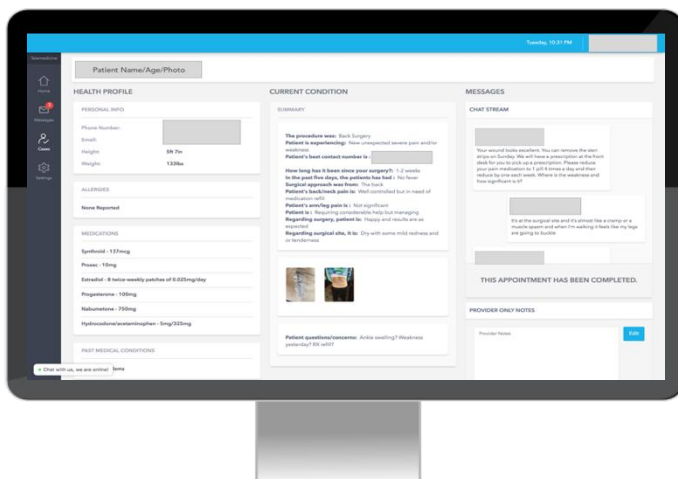 Tuesday, 10:31 PM
Telemedicine
Home
Messages
Cases
Settings
Patient Name/Age/Photo
HEALTH PROFILE
PERSONAL INFO
Phone Number:
Email:
Height: 5ft 7in
Weight: 133lbs
ALLERGIES
None Reported
MEDICATIONS
Synthroid - 137mcg
Prozac - 10mg
Estradiol - 8 twice-weekly patches of 0.025mg/day
Progesterone - 100mg
Nabumetone - 750mg
Hydrocodone/acetaminophen - 5mg/325mg
PAST MEDICAL CONDITIONS
Chat with us, we are online!
CURRENT CONDITION
SUMMARY
The procedure was: Back Surgery
Patient is experiencing: New unexpected severe pain and/or
weakness
Patient's best contact number is :
How long has it been since your surgery?: 1-2 weeks
In the past five days, the patients has had : No fever
Surgical approach was from: The back
Patient's back/neck pain is: Well controlled but in need of
medication refill
Patient's arm/leg pain is : Not significant
Patient is : Requiring considerable help but managing
Regarding surgery, patient is: Happy and results are as
expected
Regarding surgical site, it is: Dry with some mild redness and
or tenderness
Patient questions/concerns: Ankle swelling? Weakness
yesterday? RX refill?
MESSAGES
CHAT STREAM
Your wound looks excellent. You can remove the steri
strips on Sunday. We will have a prescription at the front
desk for you to pick up a prescription. Please reduce
your pain medication to 1 pill 4 times a day and then
reduce by one each week. Where is the weakness and
how significant is it?
It's at the surgical site and it's almost like a cramp or a
muscle spasm and when I'm walking it feels like my legs
are going to buckle
THIS APPOINTMENT HAS BEEN COMPLETED.
PROVIDER ONLY NOTES
Provider Notes
Edit